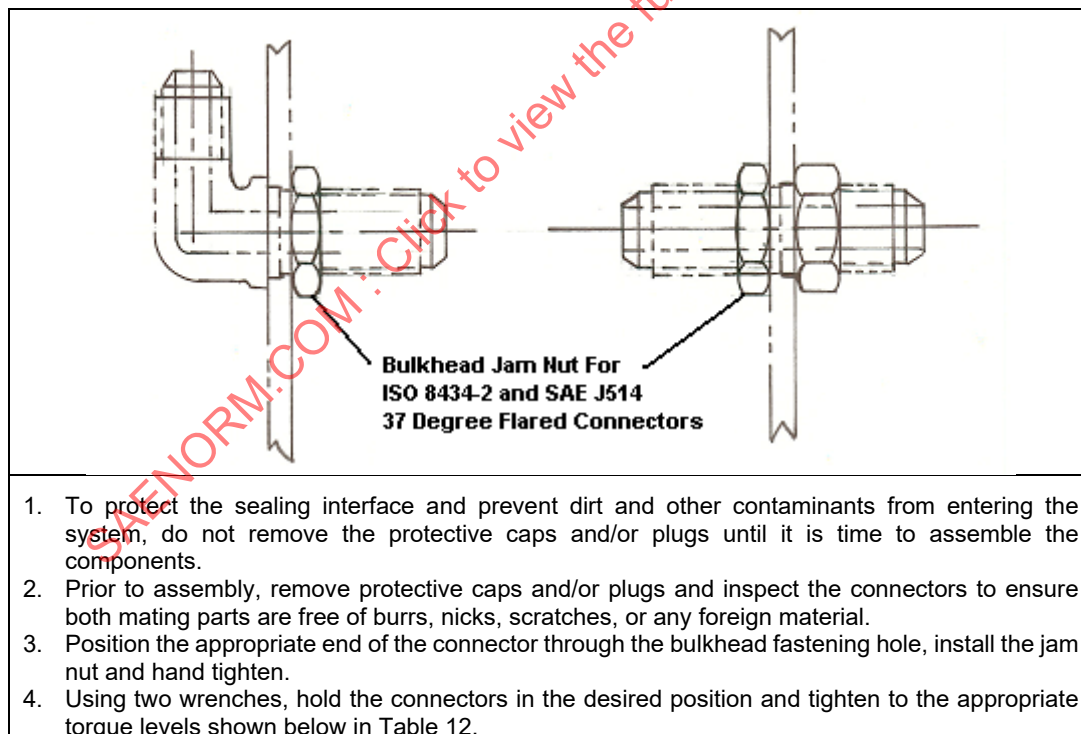 SAENORM.COM : Click to view the fu
Bulkhead Jam Nut For
ISO 8434-2 and SAE J514
37 Degree Flared Connectors
1. To protect the sealing interface and prevent dirt and other contaminants from entering the
system, do not remove the protective caps and/or plugs until it is time to assemble the
components.
2. Prior to assembly, remove protective caps and/or plugs and inspect the connectors to ensure
both mating parts are free of burrs, nicks, scratches, or any foreign material.
3. Position the appropriate end of the connector through the bulkhead fastening hole, install the jam
nut and hand tighten.
4. Using two wrenches, hold the connectors in the desired position and tighten to the appropriate
torque levels shown below in Table 12.